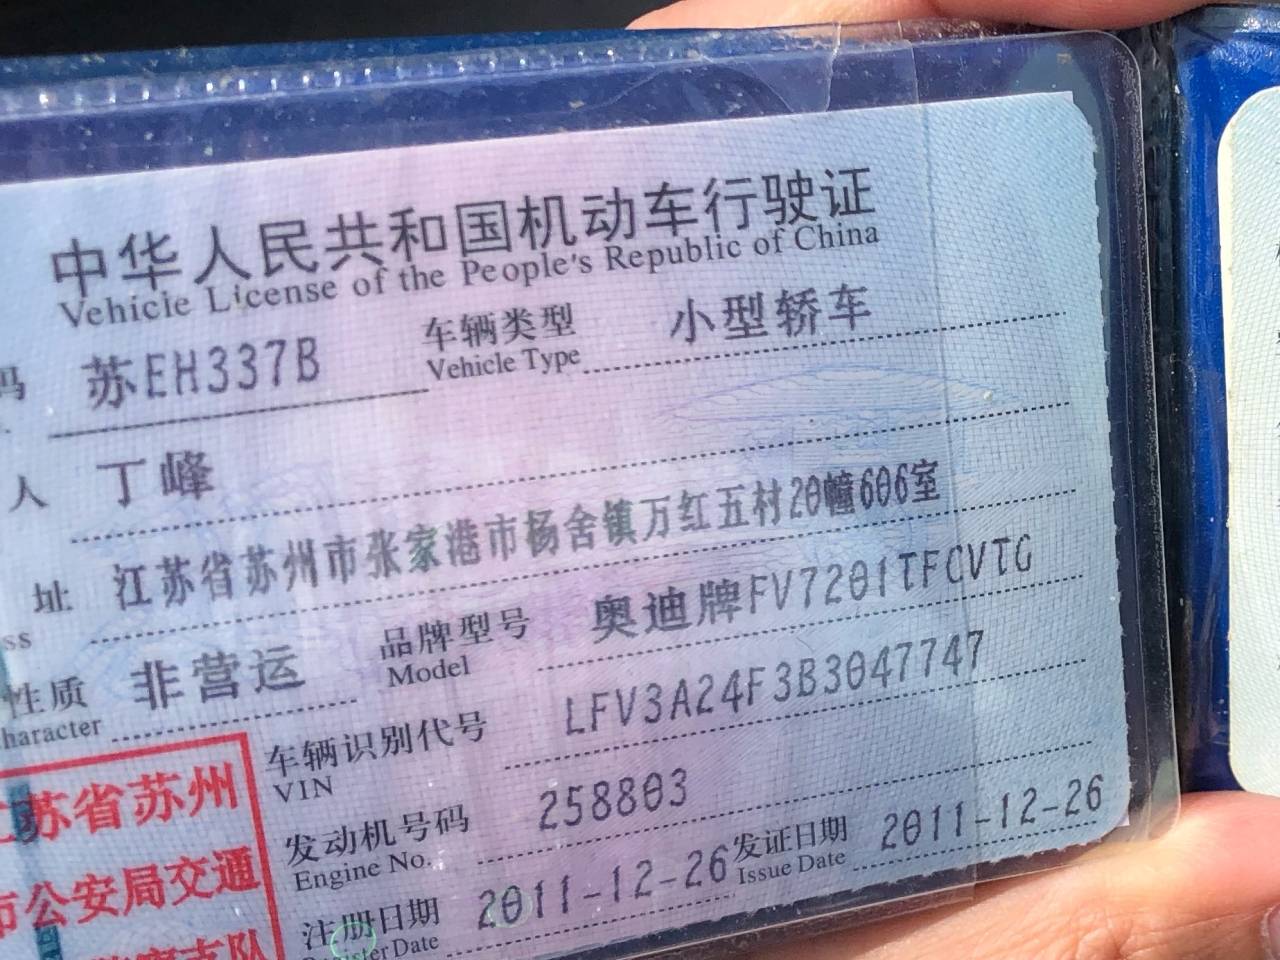 中华人民共和国机动车行驶证
Vehicle License of the People's Republic of China
码 苏EH337B 车辆类型 小型轿车
Vehicle Type
人 丁峰
址 江苏省苏州市张家港市杨舍镇万红五村20幢606室
ss
性质 非营运 品牌型号 奥迪牌FV7201TFCVTG
haracter Model
车辆识别代号 LFV3A24F3B3047747
VIN
江苏省苏州
市公安局交通
警察支队
发动机号码 258803
Engine No.
注册日期 2011-12-26 发证日期 2011-12-26
Register Date Issue Date